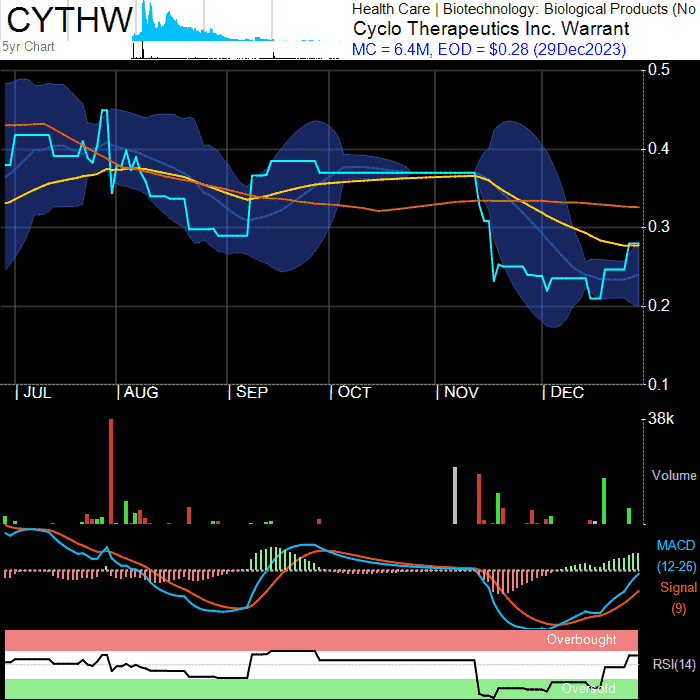 CYTHW
5yr Chart
Health Care | Biotechnology: Biological Products (No
Cyclo Therapeutics Inc. Warrant
MC = 6.4M, EOD = $0.28 (29Dec2023)
0.5
0.4
0.3
0.2
0.1
JUL AUG SEP OCT NOV DEC
38k
Volume
MACD
(12-26)
Signal
(9)
Overbought
RSI(14)
Oversold